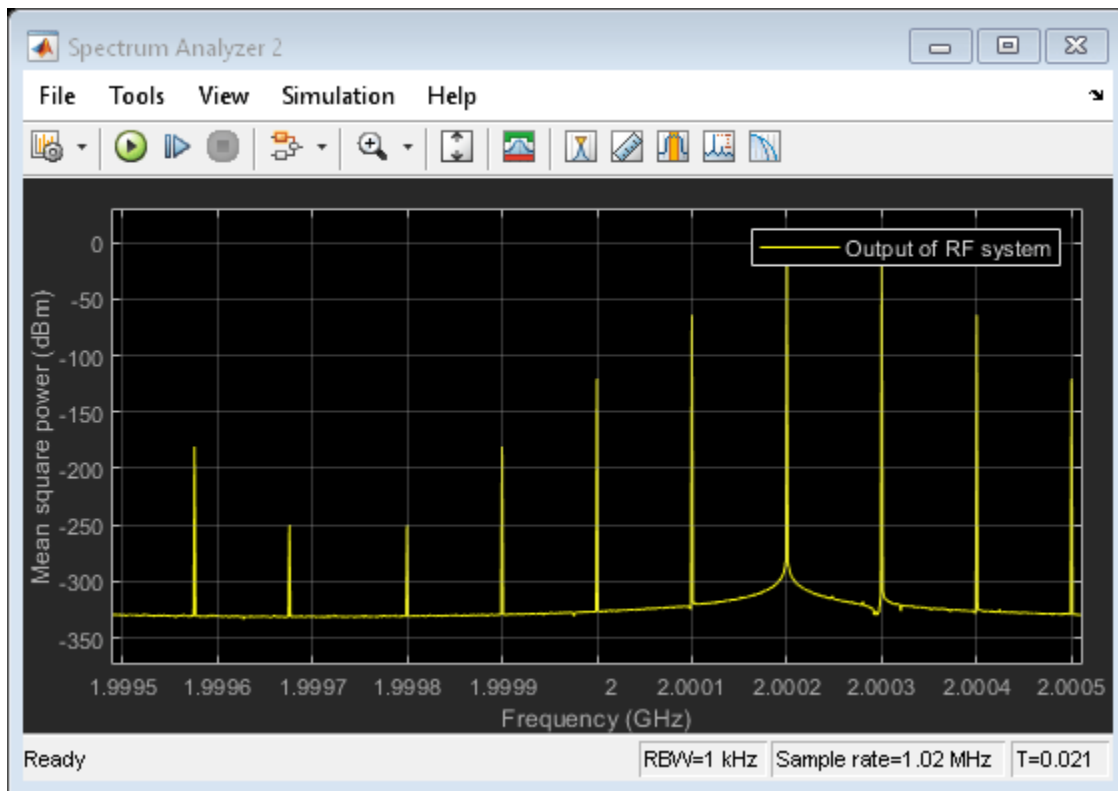 Spectrum Analyzer 2
File Tools View Simulation Help
Output of RF system
Mean square power (dBm)
0
-50
-100
-150
-200
-250
-300
-350
1.9995 1.9996 1.9997 1.9998 1.9999 2 2.0001 2.0002 2.0003 2.0004 2.0005
Frequency (GHz)
Ready RBW=1 kHz Sample rate=1.02 MHz T=0.021